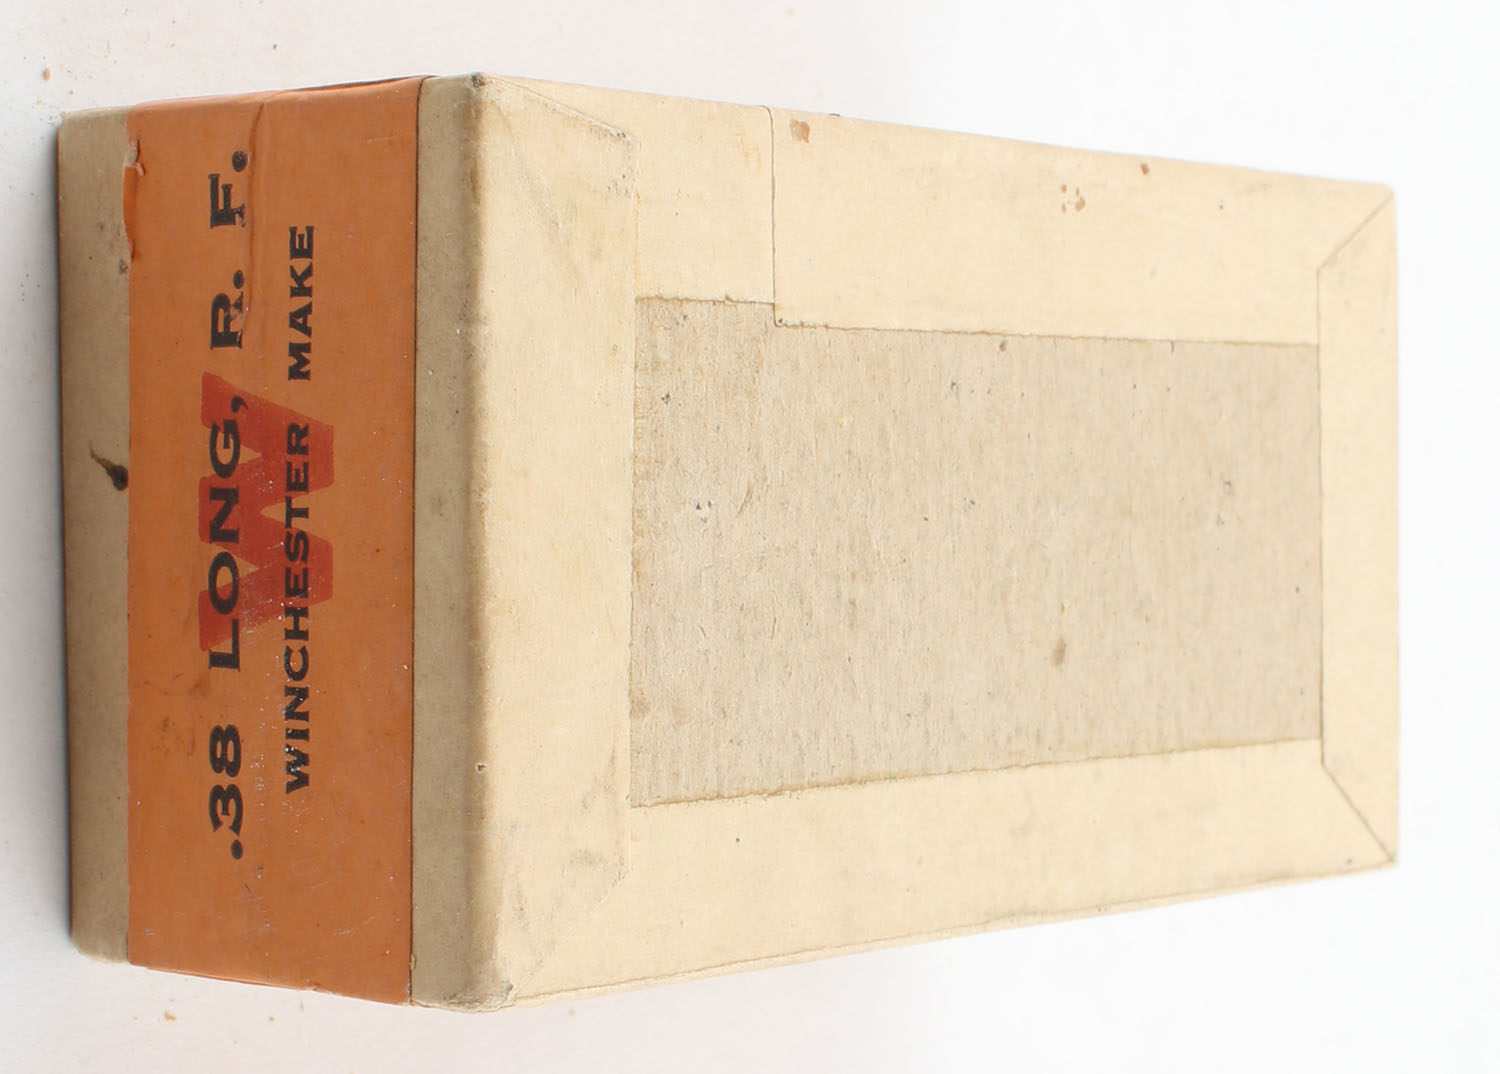 .38 LONG, R. F.
W
WINCHESTER MAKE